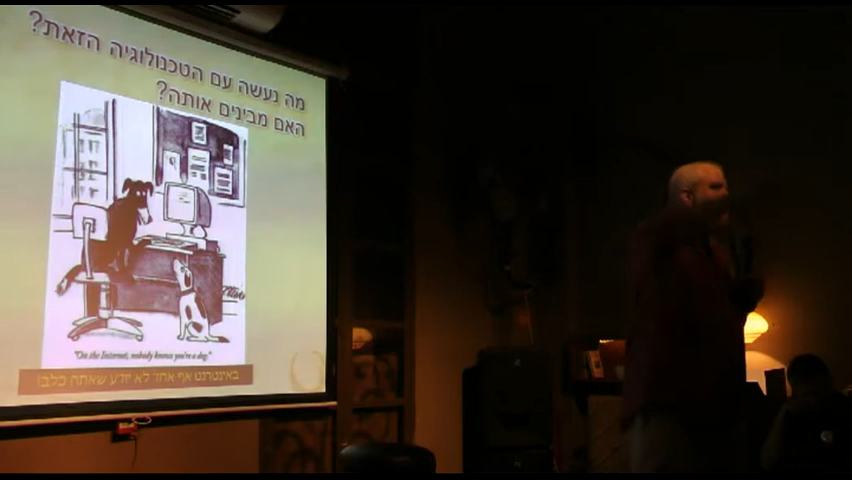 מה נעשה עם הטכנולוגיה הזאת?
האם מבינים אותה?
"On the Internet, nobody knows you're a dog."
באינטרנט אף אחד לא יודע שאתה כלב!